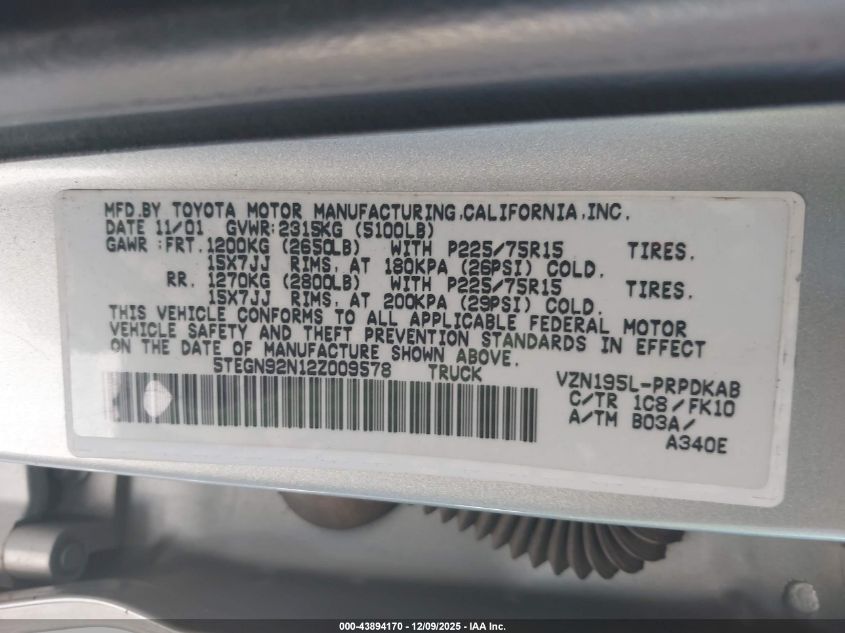 MFD.BY TOYOTA MOTOR MANUFACTURING,CALIFORNIA,INC.
DATE 11/01 GVWR:2315KG (5100LB)
GAWR :FRT. 1200KG (2650LB) WITH P225/75R15 TIRES.
15X7JJ RIMS, AT 180KPA (26PSI) COLD.
RR. 1270KG (2800LB) WITH P225/75R15 TIRES.
15X7JJ RIMS, AT 200KPA (29PSI) COLD.
THIS VEHICLE CONFORMS TO ALL APPLICABLE FEDERAL MOTOR
VEHICLE SAFETY AND THEFT PREVENTION STANDARDS IN EFFECT
ON THE DATE OF MANUFACTURE SHOWN ABOVE.
5TEGN92N12Z009578 TRUCK
VZN195L-PRPDKAB
C/TR 1C8/FK10
A/TM B03A/
A340E
000-43894170 | 12/09/2025 | IAA Inc.